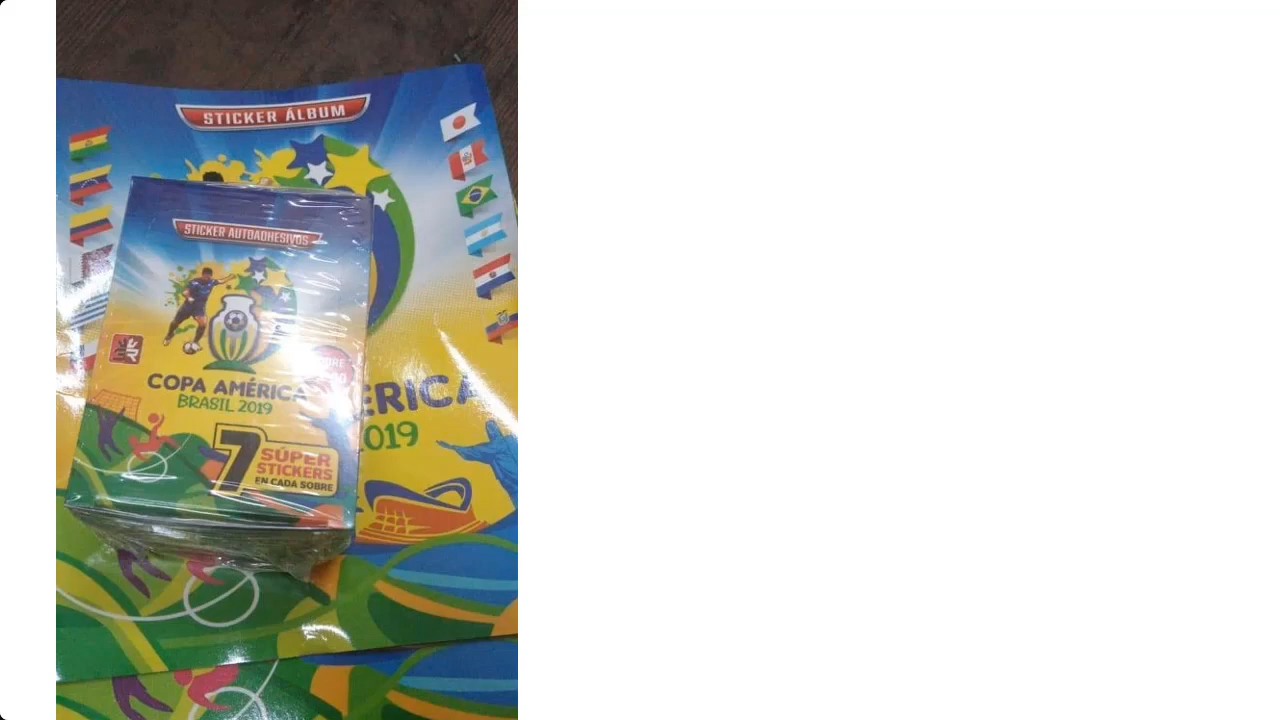 STICKER ÁLBUM
STICKER AUTOADHESIVOS
COPA AMÉRICA
BRASIL 2019
7
SÚPER
STICKERS
EN CADA SOBRE
ERICA
019